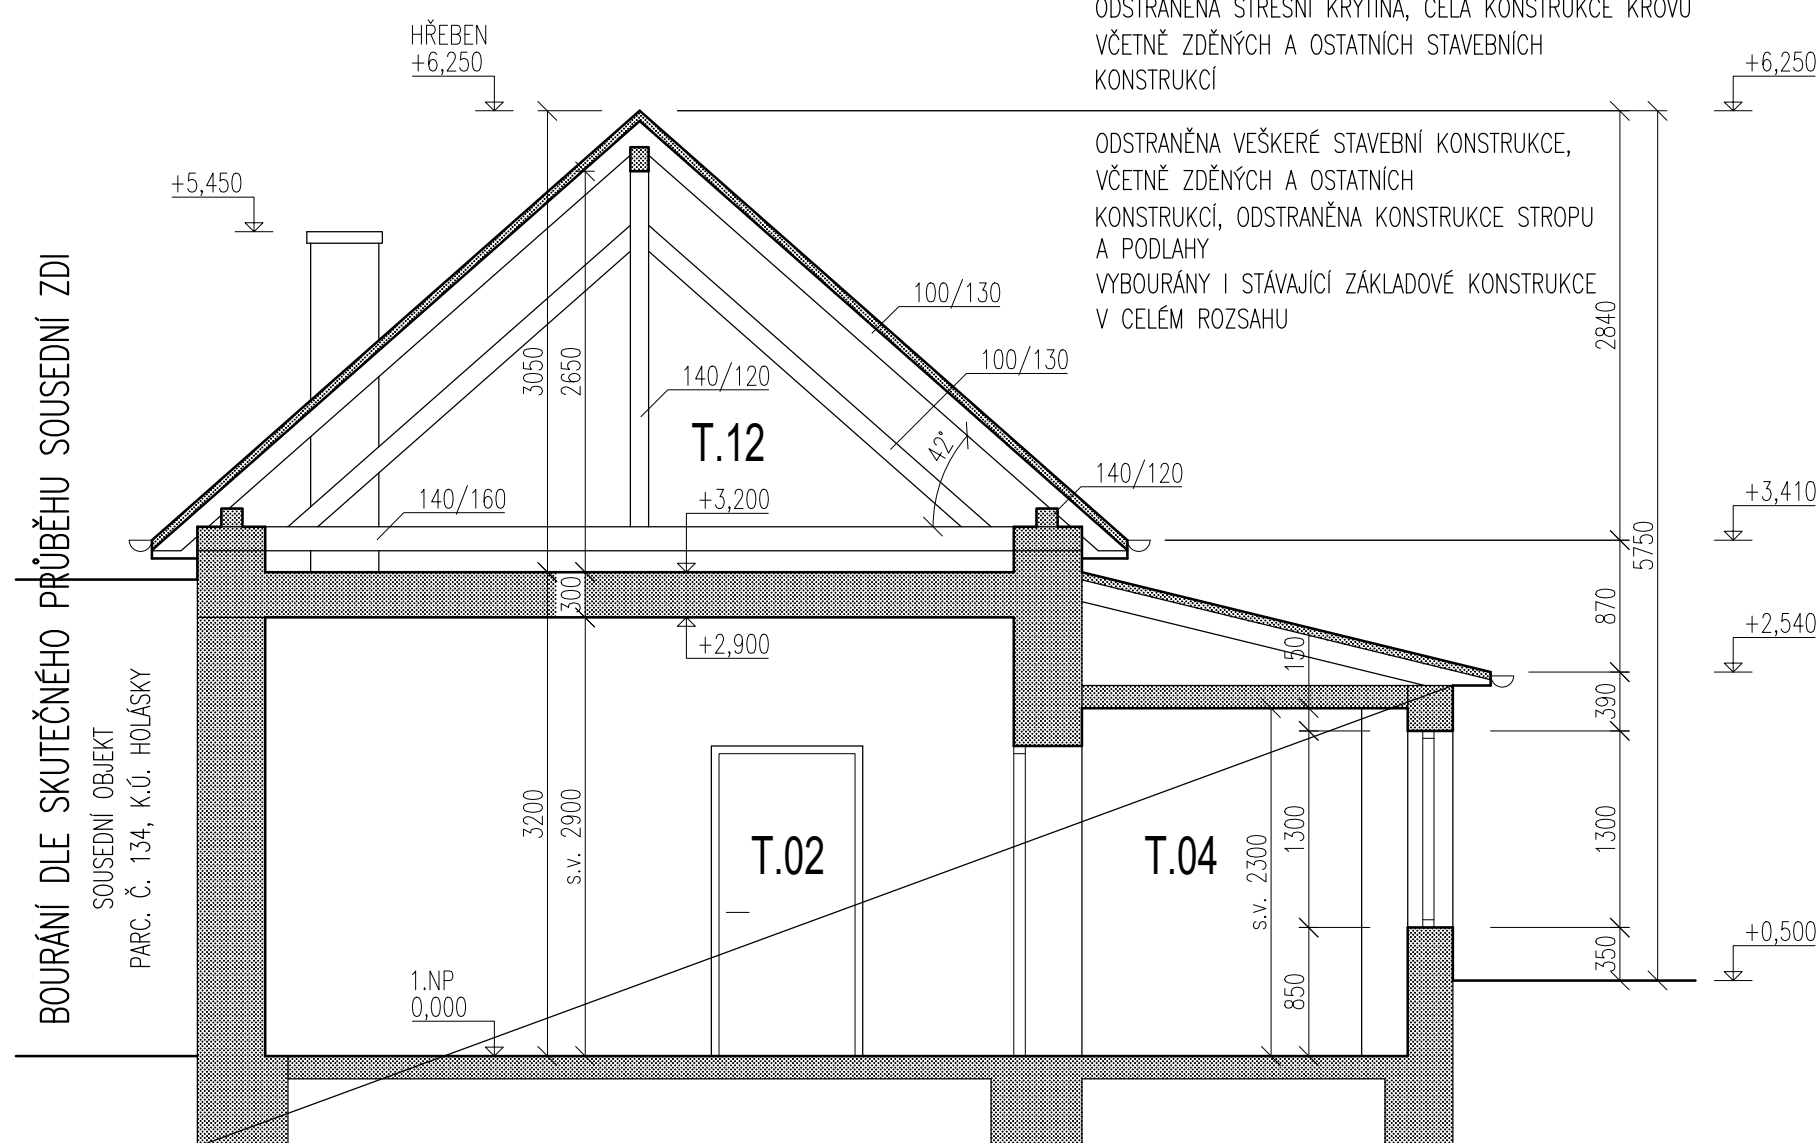 ODSTRANĚNA STŘEŠNÍ KRYTINA, CELÁ KONSTRUKCE KROVU
VČETNĚ ZDĚNÝCH A OSTATNÍCH STAVEBNÍCH
KONSTRUKCÍ
HŘEBEN
+6,250
+6,250
ODSTRANĚNA VEŠKERÉ STAVEBNÍ KONSTRUKCE,
VČETNĚ ZDĚNÝCH A OSTATNÍCH
KONSTRUKCÍ, ODSTRANĚNA KONSTRUKCE STROPU
A PODLAHY
VYBOURÁNY I STÁVAJÍCÍ ZÁKLADOVÉ KONSTRUKCE
V CELÉM ROZSAHU
+5,450
100/130
100/130
140/120
3050
2650
2840
T.12
42°
140/120
140/160
+3,200
+3,410
5750
300
870
+2,900
+2,540
150
390
BOURÁNÍ DLE SKUTEČNÉHO PRŮBĚHU SOUSEDNÍ ZDI
SOUSEDNÍ OBJEKT
PARC. Č. 134, K.Ú. HOLÁSKY
3200
s.v. 2900
T.02
T.04
s.v. 2300
1300
1300
+0,500
350
850
1.NP
0,000